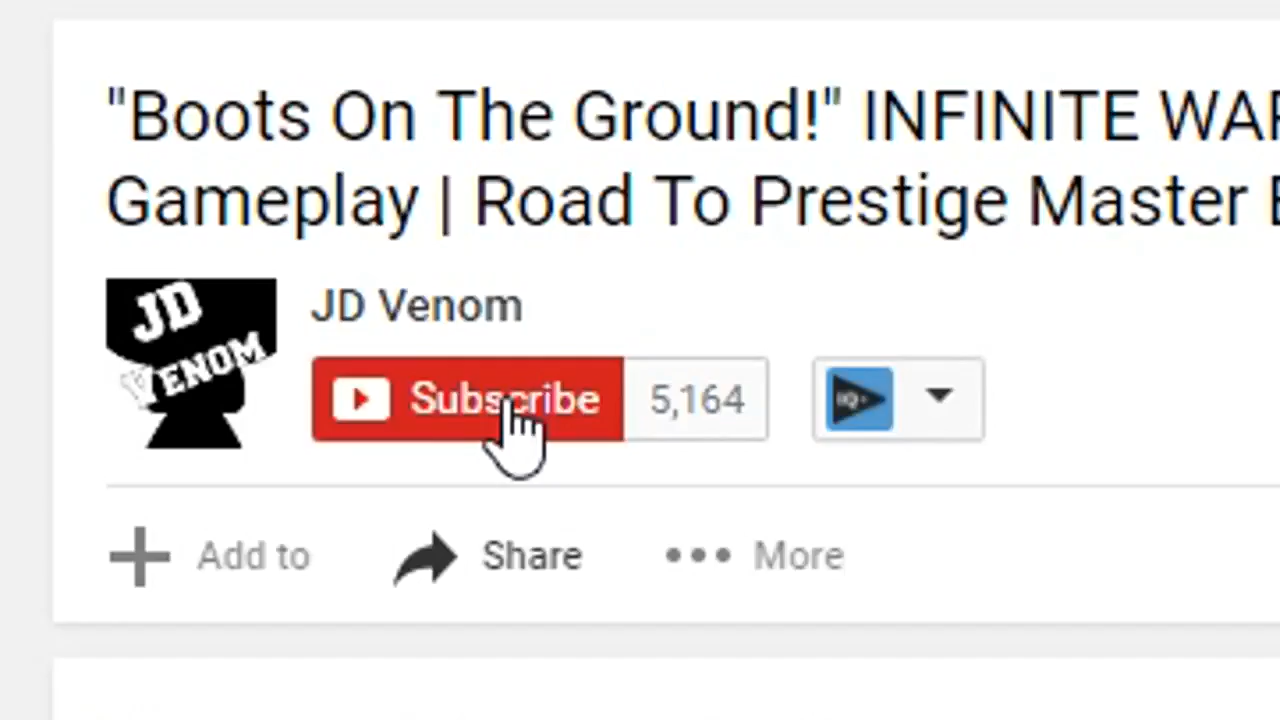 "Boots On The Ground!" INFINITE WAR
Gameplay | Road To Prestige Master
JD
VENOM
JD Venom
Subscribe 5,164
IQ+
Add to Share More